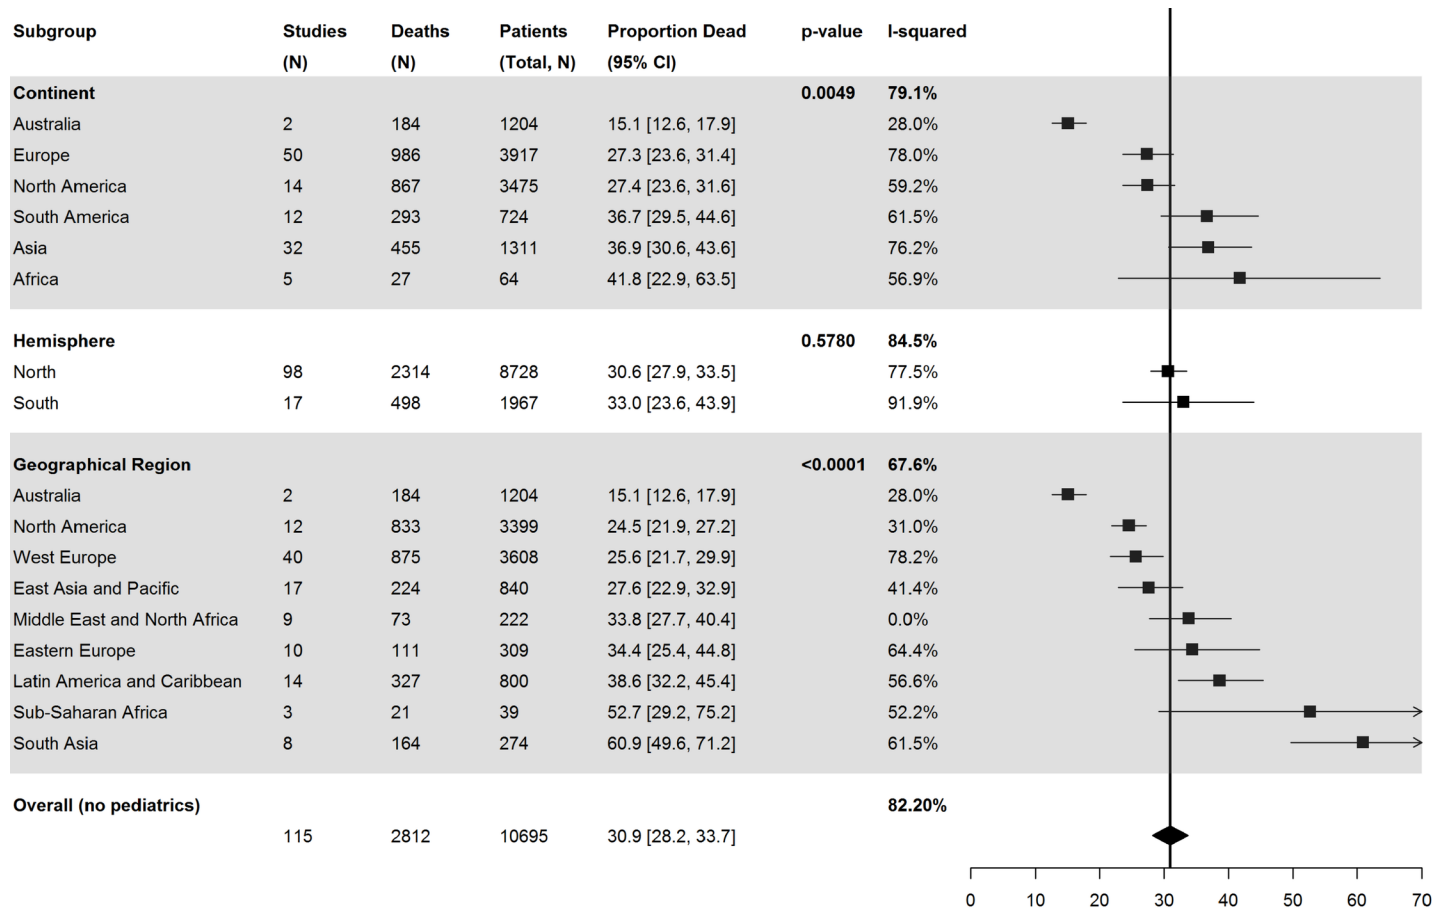 Subgroup Studies Deaths Patients Proportion Dead p-value I-squared
(N) (N) (Total, N) (95% CI)
Continent 0.0049 79.1%
Australia 2 184 1204 15.1 [12.6, 17.9] 28.0%
Europe 50 986 3917 27.3 [23.6, 31.4] 78.0%
North America 14 867 3475 27.4 [23.6, 31.6] 59.2%
South America 12 293 724 36.7 [29.5, 44.6] 61.5%
Asia 32 455 1311 36.9 [30.6, 43.6] 76.2%
Africa 5 27 64 41.8 [22.9, 63.5] 56.9%
Hemisphere 0.5780 84.5%
North 98 2314 8728 30.6 [27.9, 33.5] 77.5%
South 17 498 1967 33.0 [23.6, 43.9] 91.9%
Geographical Region <0.0001 67.6%
Australia 2 184 1204 15.1 [12.6, 17.9] 28.0%
North America 12 833 3399 24.5 [21.9, 27.2] 31.0%
West Europe 40 875 3608 25.6 [21.7, 29.9] 78.2%
East Asia and Pacific 17 224 840 27.6 [22.9, 32.9] 41.4%
Middle East and North Africa 9 73 222 33.8 [27.7, 40.4] 0.0%
Eastern Europe 10 111 309 34.4 [25.4, 44.8] 64.4%
Latin America and Caribbean 14 327 800 38.6 [32.2, 45.4] 56.6%
Sub-Saharan Africa 3 21 39 52.7 [29.2, 75.2] 52.2%
South Asia 8 164 274 60.9 [49.6, 71.2] 61.5%
Overall (no pediatrics) 82.20%
115 2812 10695 30.9 [28.2, 33.7]
0 10 20 30 40 50 60 70